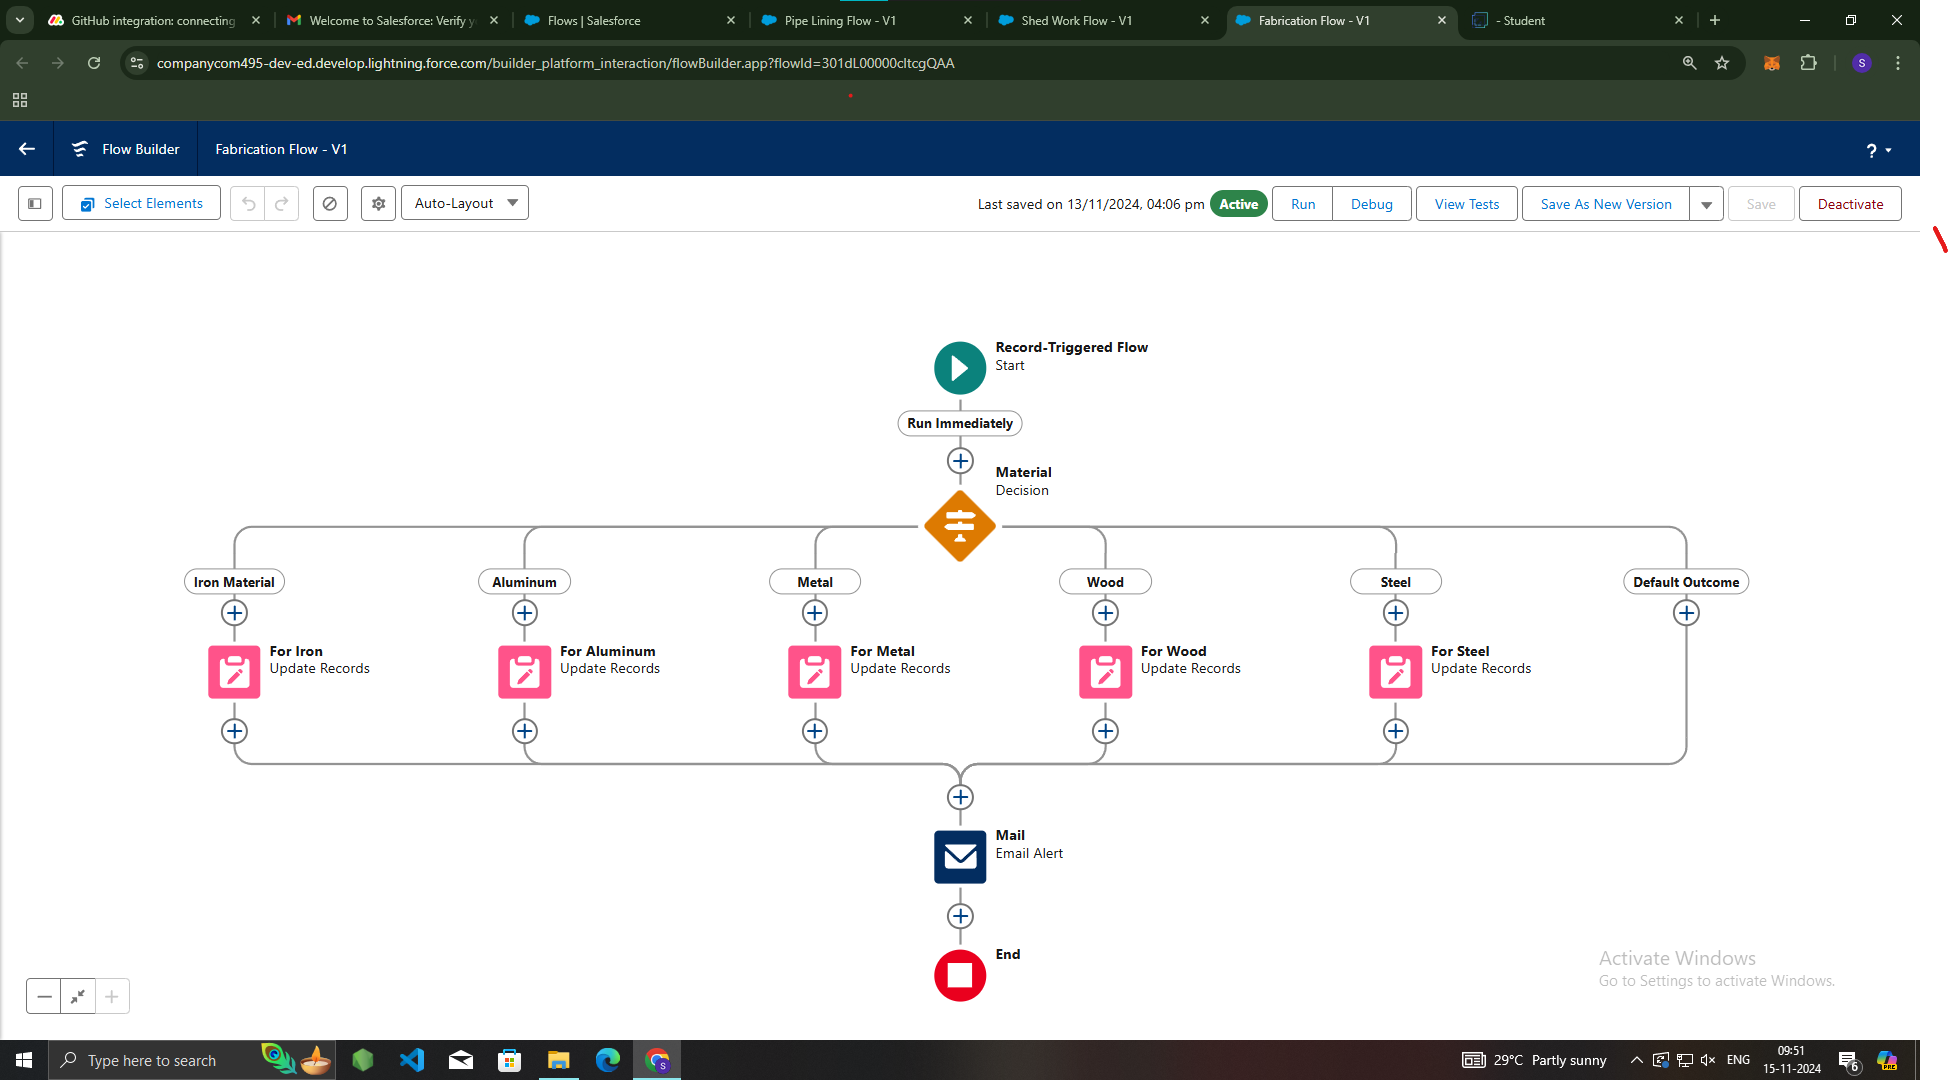 GitHub integration: connecting
Welcome to Salesforce: Verify y
Flows | Salesforce
Pipe Lining Flow - V1
Shed Work Flow - V1
Fabrication Flow - V1
- Student
companycom495-dev-ed.develop.lightning.force.com/builder_platform_interaction/flowBuilder.app?flowId=301dL00000cltcgQAA
S
Flow Builder
Fabrication Flow - V1
?
Select Elements
Auto-Layout
Last saved on 13/11/2024, 04:06 pm
Active
Run
Debug
View Tests
Save As New Version
Save
Deactivate
Record-Triggered Flow
Start
Run Immediately
Material
Decision
Iron Material
Aluminum
Metal
Wood
Steel
Default Outcome
For Iron
Update Records
For Aluminum
Update Records
For Metal
Update Records
For Wood
Update Records
For Steel
Update Records
Mail
Email Alert
End
Activate Windows
Go to Settings to activate Windows.
Type here to search
S
29°C Partly sunny
ENG
09:51
15-11-2024
6
PRE